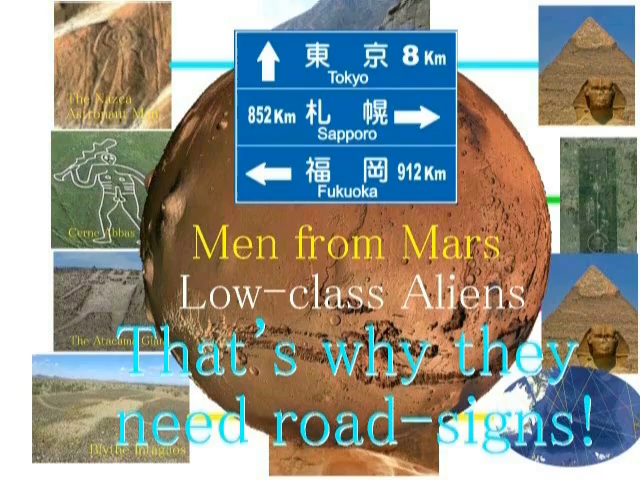 東 京 8 Km
Tokyo
852 Km 札 幌
Sapporo
福 岡 912 Km
Fukuoka
The Nazca
Astronaut Man
Cerne Abbas
Men from Mars
Low-class Aliens
The Atacama Giant
That's why they
need road-signs!
Blythe Intaglios